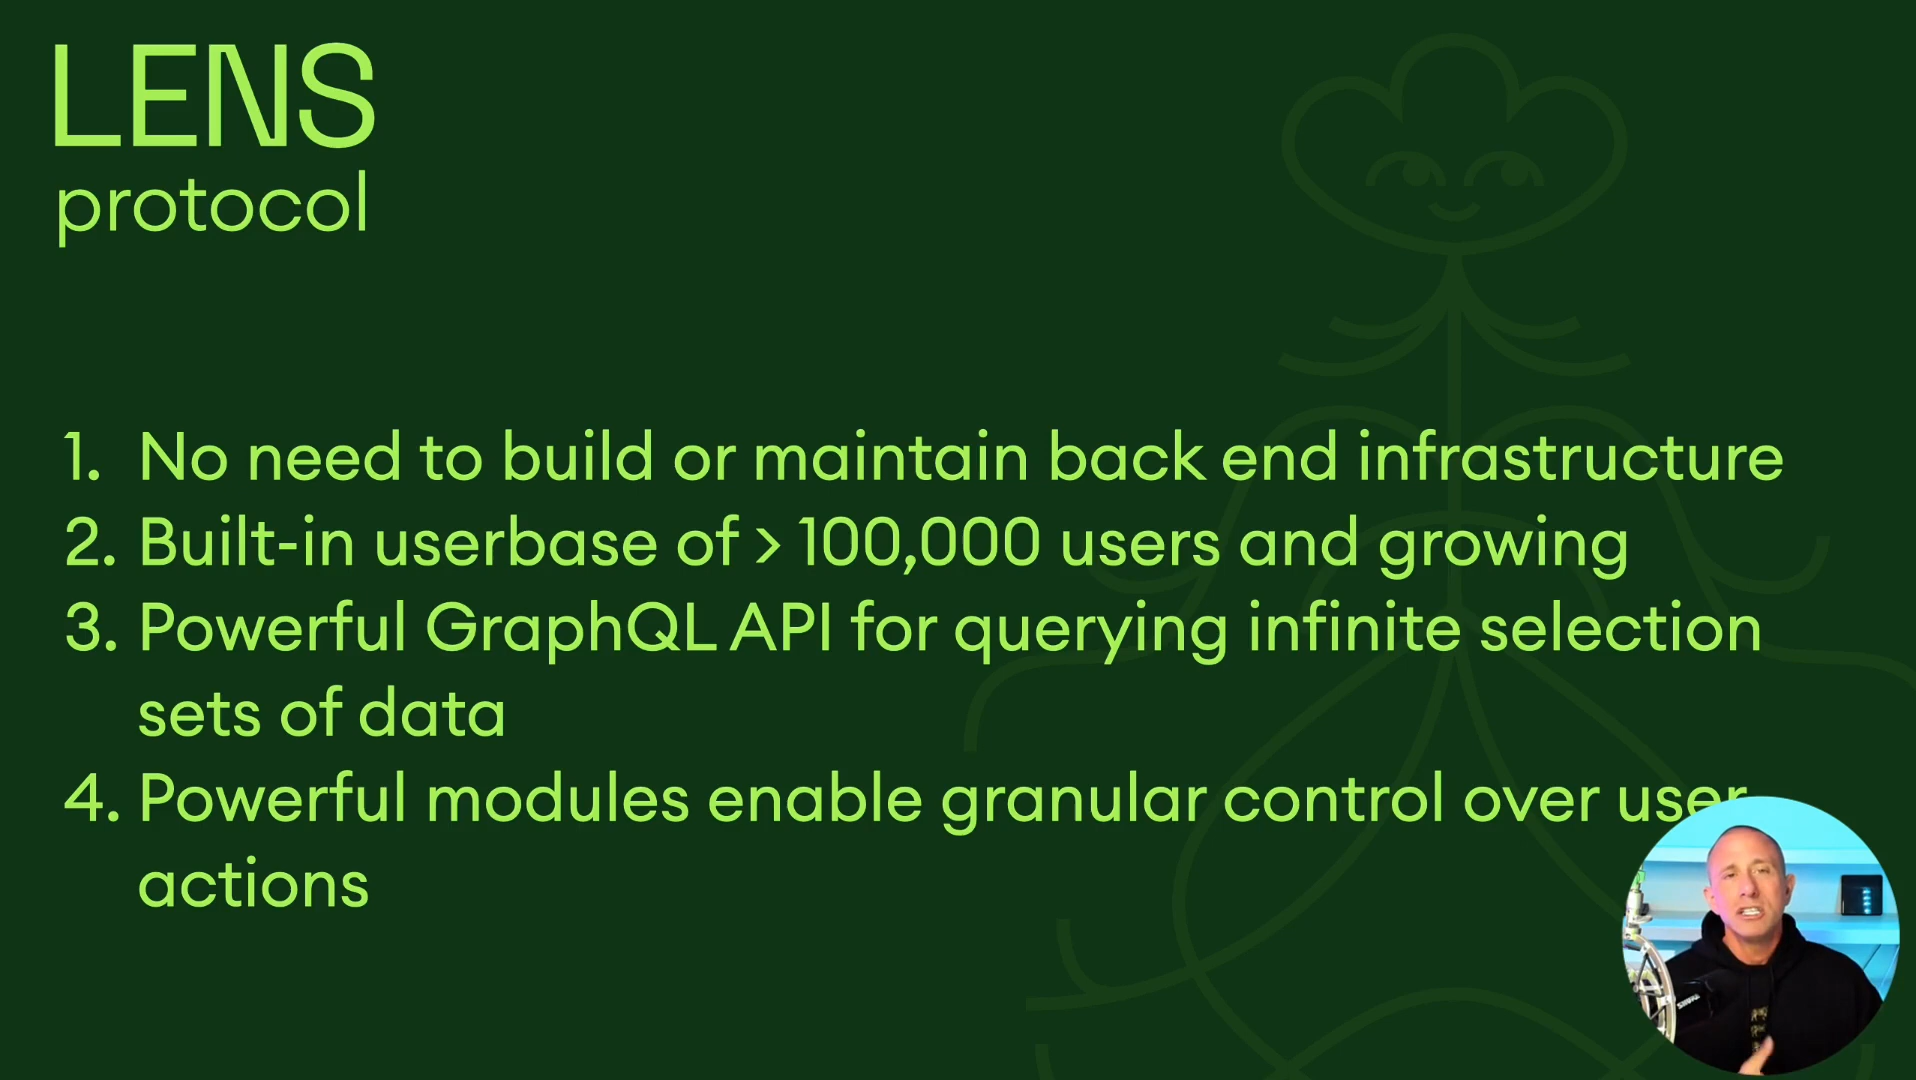 LENS
protocol
1. No need to build or maintain back end infrastructure
2. Built-in userbase of > 100,000 users and growing
3. Powerful GraphQL API for querying infinite selection
sets of data
4. Powerful modules enable granular control over user
actions
SHURE